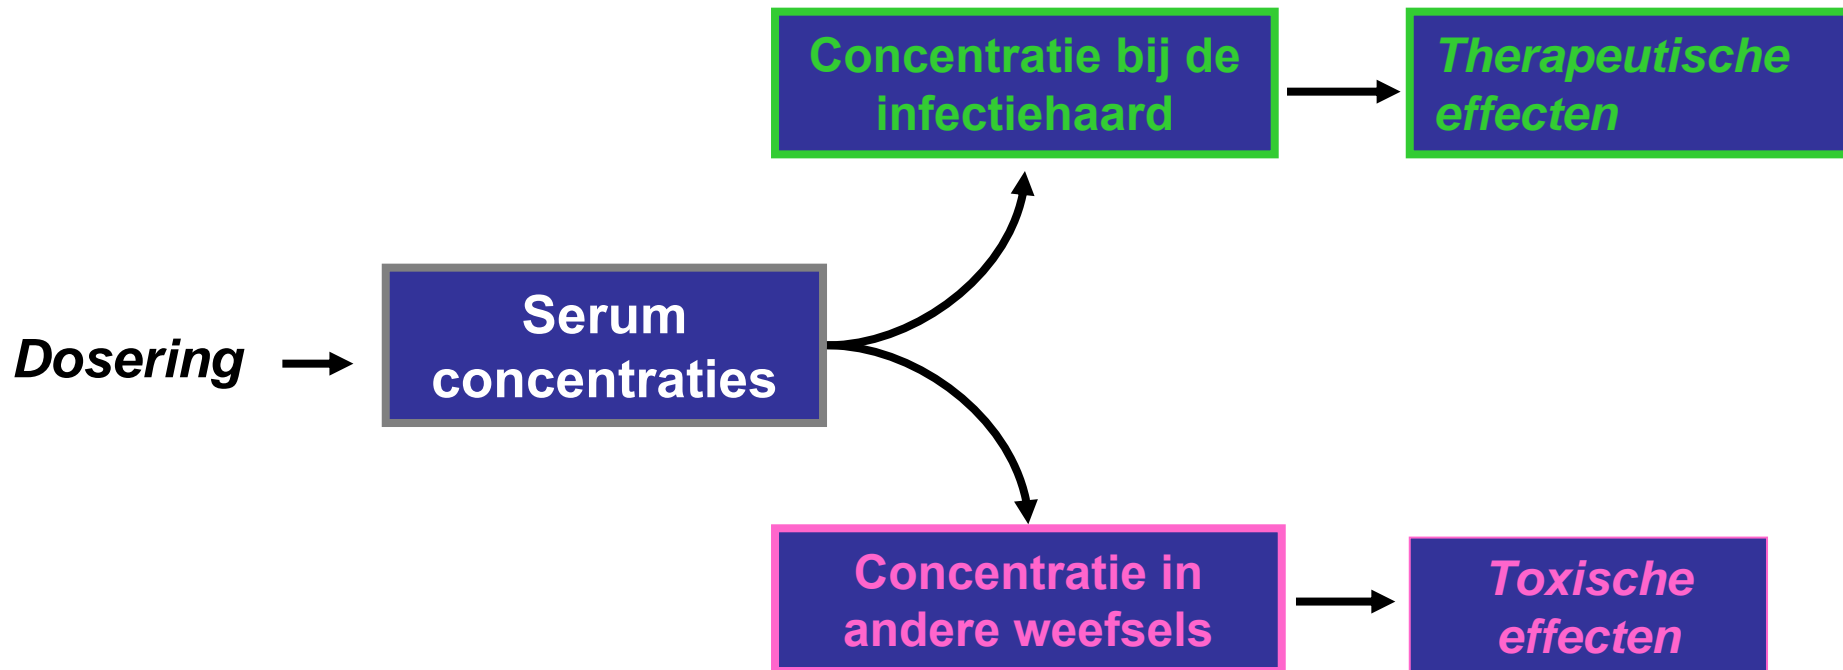 Concentratie bij de
infectiehaard
Therapeutische
effecten
Dosering
Serum
concentraties
Concentratie in
andere weefsels
Toxische
effecten